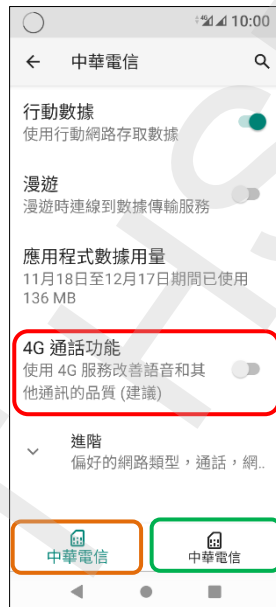 4G 10:00
中華電信
行動數據
使用行動網路存取數據
漫遊
漫遊時連線到數據傳輸服務
應用程式數據用量
11月18日至12月17日期間已使用
136 MB
4G 通話功能
使用 4G 服務改善語音和其
他通訊的品質 (建議)
進階
偏好的網路類型，通話，網..
中華電信
中華電信